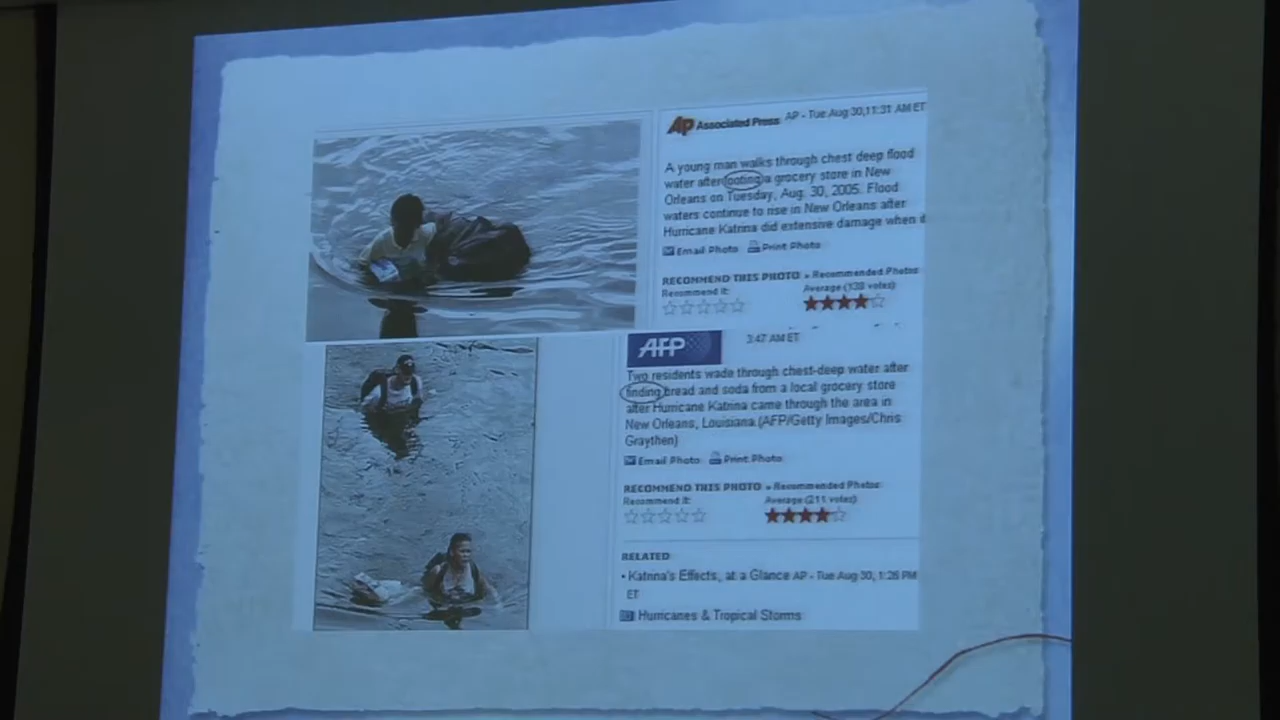 AP Associated Press AP - Tue Aug 30, 11:31 AM ET
A young man walks through chest deep flood
water after looting a grocery store in New
Orleans on Tuesday, Aug. 30, 2005. Flood
waters continue to rise in New Orleans after
Hurricane Katrina did extensive damage when
Email Photo Print Photo
RECOMMEND THIS PHOTO » Recommended Photos
Recommend it:
Average (138 votes)
AFP
3:47 AM ET
Two residents wade through chest-deep water after
finding bread and soda from a local grocery store
after Hurricane Katrina came through the area in
New Orleans, Louisiana.(AFP/Getty Images/Chris
Graythen)
Email Photo Print Photo
RECOMMEND THIS PHOTO » Recommended Photos
Recommend it:
Average (211 votes)
RELATED
• Katrina's Effects, at a Glance AP - Tue Aug 30, 1:26 PM
ET
Hurricanes & Tropical Storms